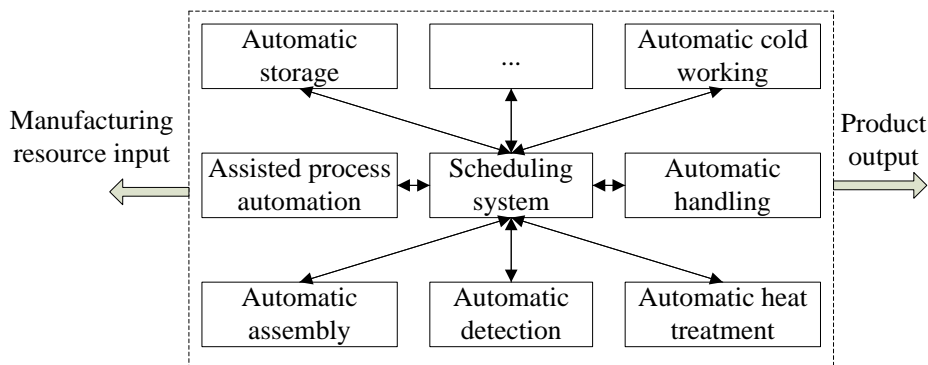 Automatic
storage
...
Automatic cold
working
Manufacturing
resource input
Assisted process
automation
Scheduling
system
Automatic
handling
Product
output
Automatic
assembly
Automatic
detection
Automatic heat
treatment